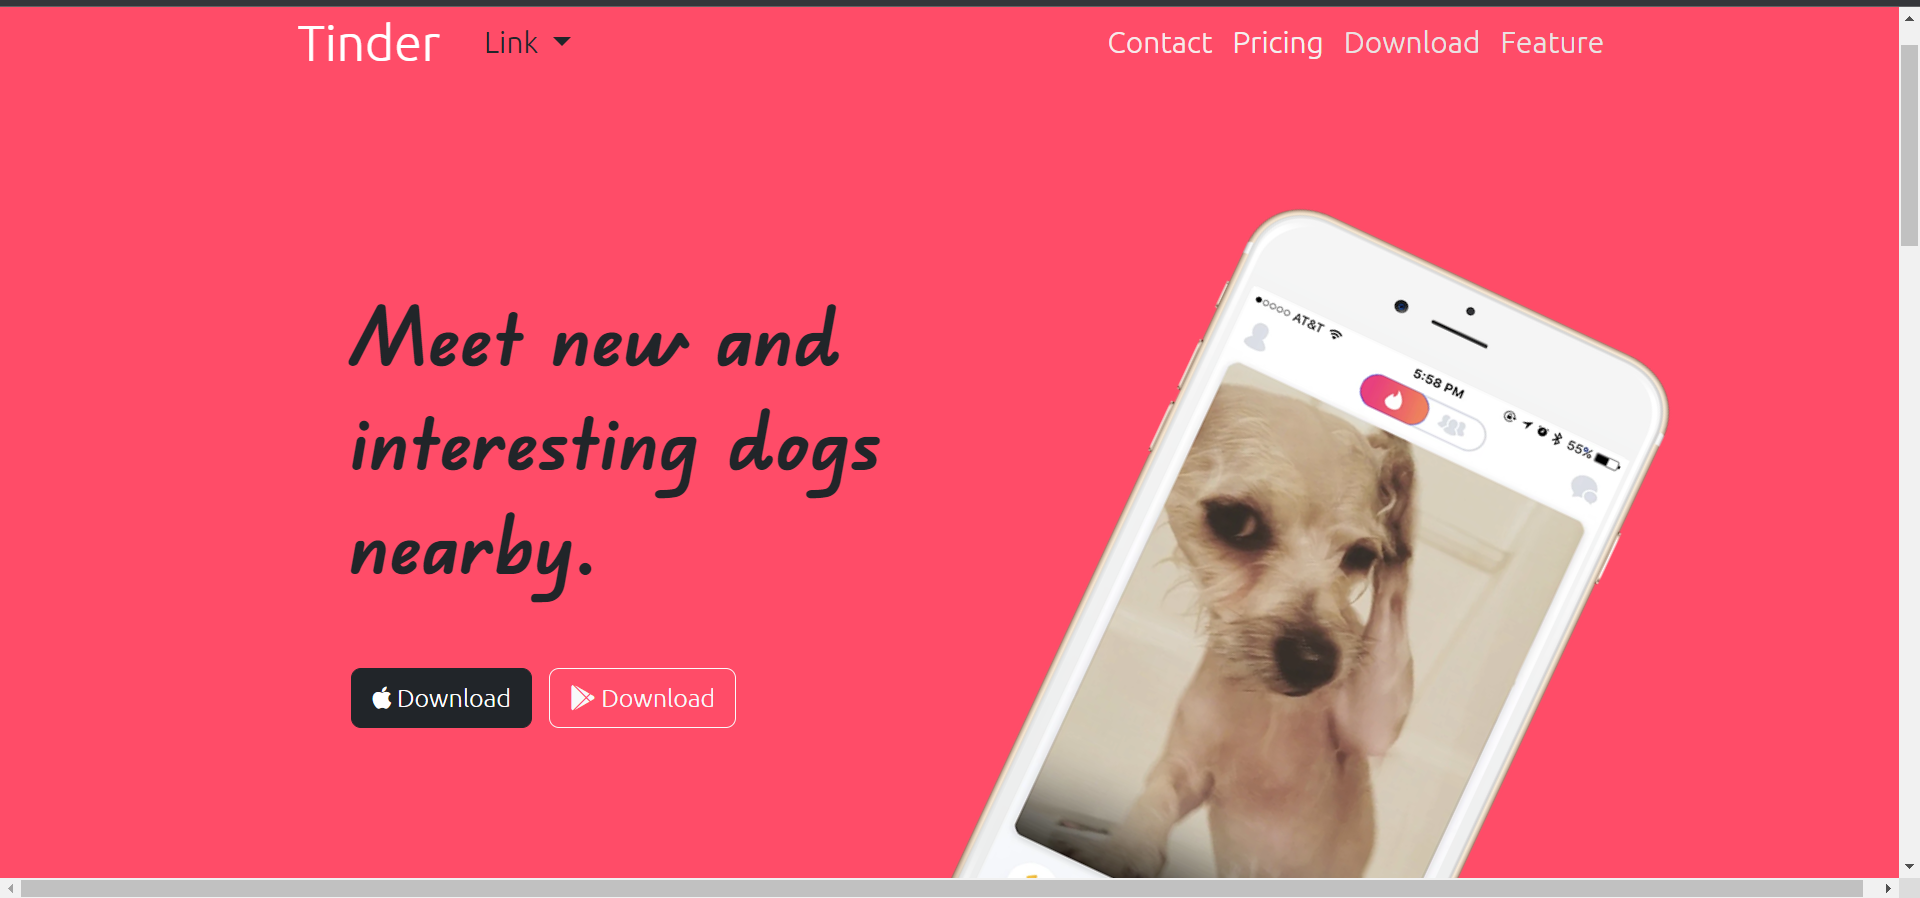 Tinder Link Contact Pricing Download Feature
Meet new and
interesting dogs
nearby.
Download Download
AT&T
5:58 PM
55%